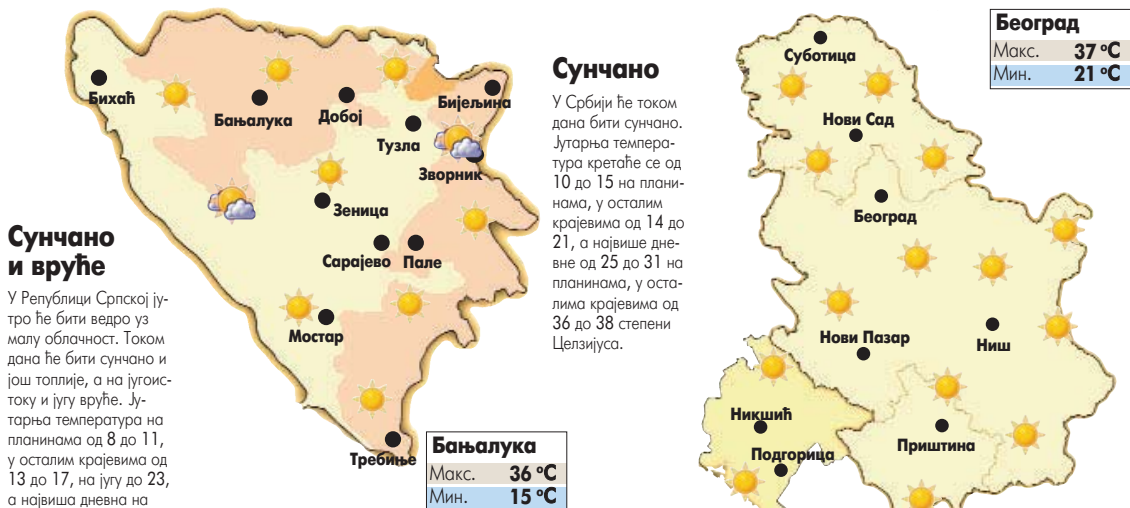 Бихаћ
Бањалука
Добој
Бијељина
Тузла
Зворник
Зеница
Сарајево
Пале
Мостар
Требиње
Сунчано
и вруће
У Републици Српској ју-
тро ће бити ведро уз
малу облачност. Током
дана ће бити сунчано и
још топлије, а на југоис-
току и југу вруће. Ју-
тарња температура на
планинама од 8 до 11,
у осталим крајевима од
13 до 17, на југу до 23,
а највиша дневна на
Бањалука
Макс. 36 °C
Мин. 15 °C
Сунчано
У Србији ће током
дана бити сунчано.
Јутарња темпера-
тура кретаће се од
10 до 15 на плани-
нама, у осталим
крајевима од 14 до
21, а највише дне-
вне од 25 до 31 на
планинама, у оста-
лима крајевима од
36 до 38 степени
Целзијуса.
Београд
Макс. 37 °C
Мин. 21 °C
Суботица
Нови Сад
Београд
Нови Пазар
Ниш
Никшић
Приштина
Подгорица